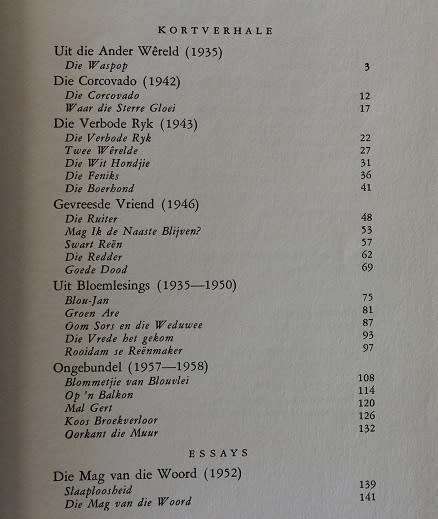 KORTVERHALE
Uit die Ander Wêreld (1935)
Die Waspop 3
Die Corcovado (1942)
Die Corcovado 12
Waar die Sterre Gloei 17
Die Verbode Ryk (1943)
Die Verbode Ryk 22
Twee Wêrelde 27
Die Wit Hondjie 31
Die Feniks 36
Die Boerhond 41
Gevreesde Vriend (1946)
Die Ruiter 48
Mag Ik de Naaste Blijven? 53
Swart Reën 57
Die Redder 62
Goede Dood 69
Uit Bloemlesings (1935—1950)
Blou-Jan 75
Groen Are 81
Oom Sors en die Weduwee 87
Die Vrede het gekom 93
Rooidam se Reënmaker 97
Ongebundel (1957—1958)
Blommetjie van Blouvlei 108
Op 'n Balkon 114
Mal Gert 120
Koos Broekverloor 126
Oorkant die Muur 132
ESSAYS
Die Mag van die Woord (1952)
Slaaploosheid 139
Die Mag van die Woord 141